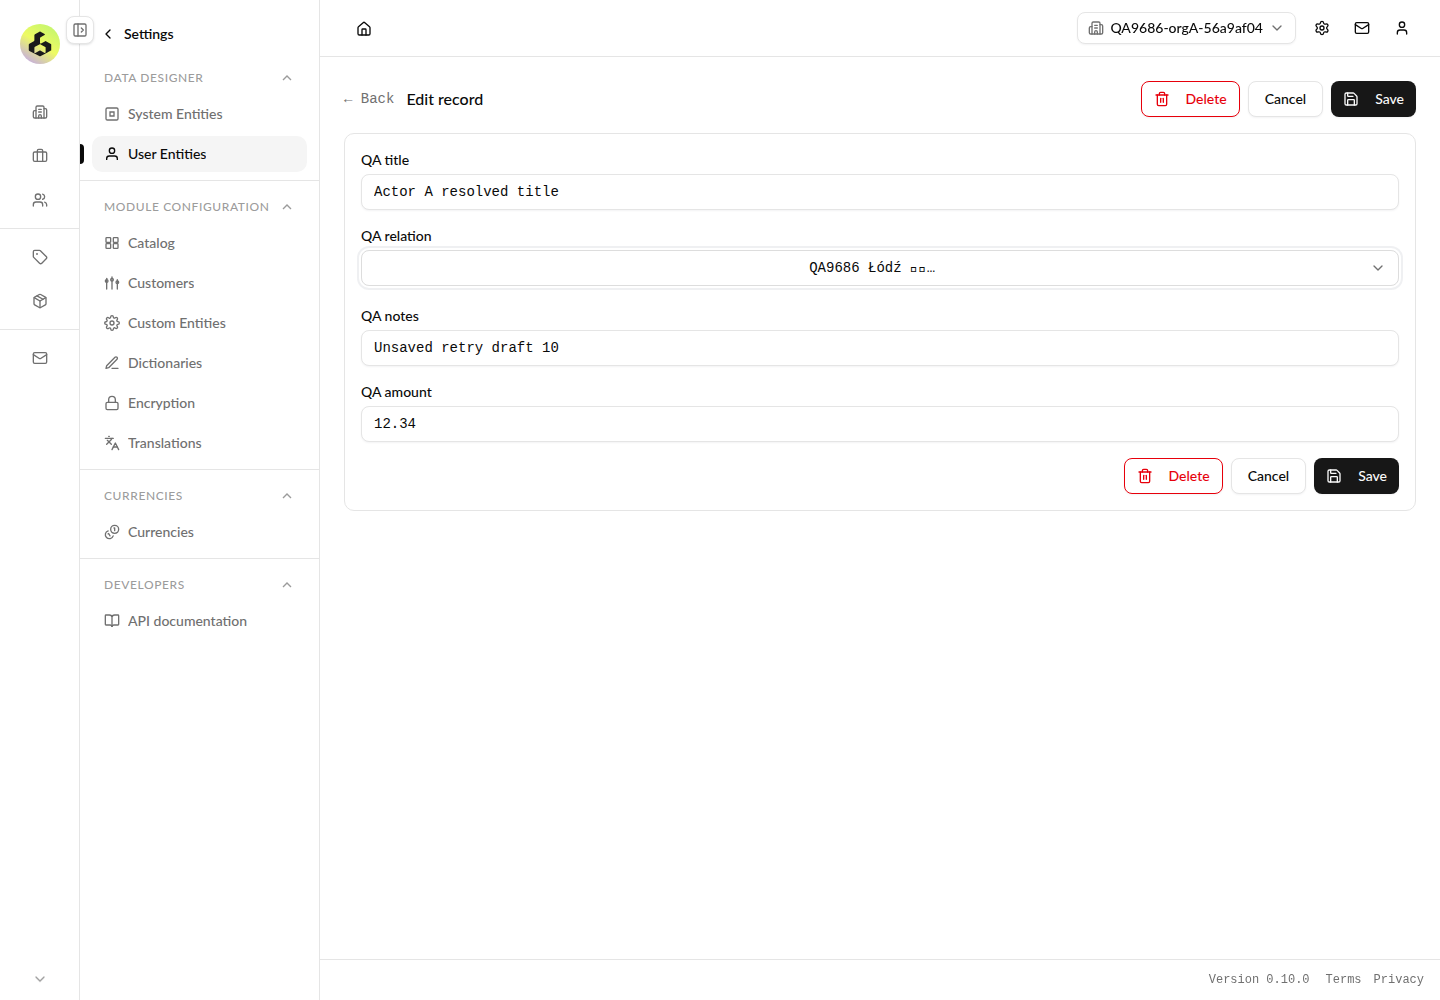 Settings
QA9686-orgA-56a9af04
DATA DESIGNER
System Entities
User Entities
MODULE CONFIGURATION
Catalog
Customers
Custom Entities
Dictionaries
Encryption
Translations
CURRENCIES
Currencies
DEVELOPERS
API documentation
← Back Edit record
Delete Cancel Save
QA title
Actor A resolved title
QA relation
QA9686 Łódź …
QA notes
Unsaved retry draft 10
QA amount
12.34
Delete Cancel Save
Version 0.10.0 Terms Privacy